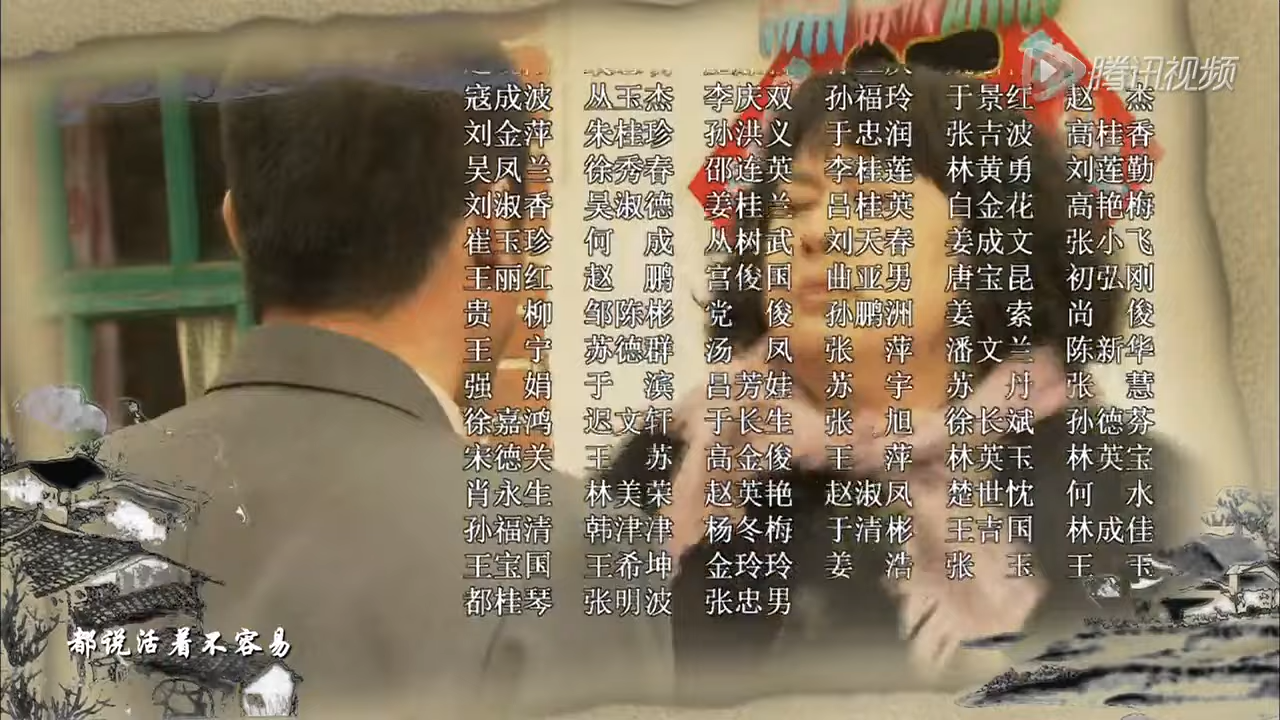 腾讯视频
寇成波 丛玉杰 李庆双 孙福玲 于景红 赵 杰
刘金萍 朱桂珍 孙洪义 于忠润 张吉波 高桂香
吴凤兰 徐秀春 邵连英 李桂莲 林黄勇 刘莲勤
刘淑香 吴淑德 姜桂兰 吕桂英 白金花 高艳梅
崔玉珍 何 成 丛树武 刘天春 姜成文 张小飞
王丽红 赵 鹏 宫俊国 曲亚男 唐宝昆 初弘刚
贵 柳 邹陈彬 党 俊 孙鹏洲 姜 索 尚 俊
王 宁 苏德群 汤 凤 张 萍 潘文兰 陈新华
强 娟 于 滨 吕芳娃 苏 宇 苏 丹 张 慧
徐嘉鸿 迟文轩 于长生 张 旭 徐长斌 孙德芬
宋德关 王 苏 高金俊 王 萍 林英玉 林英宝
肖永生 林美荣 赵英艳 赵淑凤 楚世忱 何 水
孙福清 韩津津 杨冬梅 于清彬 王吉国 林成佳
王宝国 王希坤 金玲玲 姜 浩 张 玉 王 玉
都桂琴 张明波 张忠男
都说活着不容易